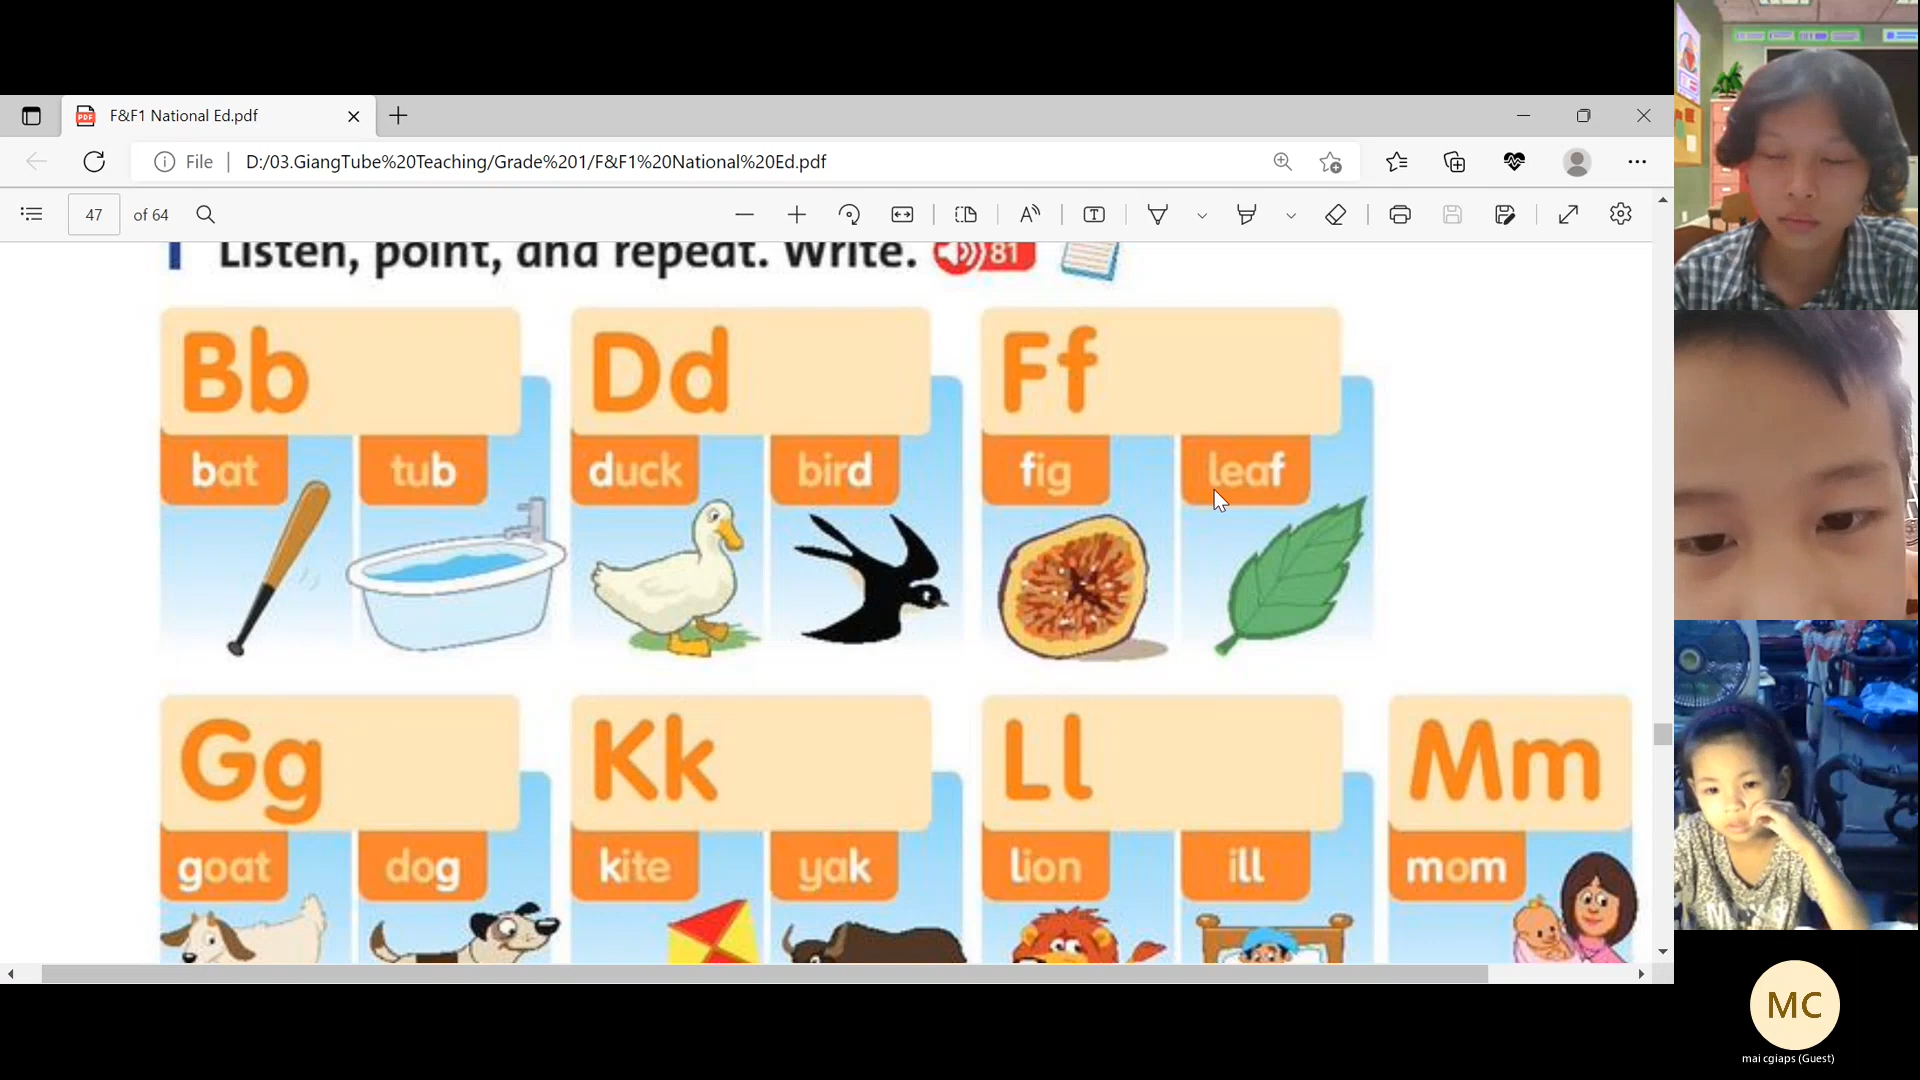 F&F1 National Ed.pdf
File D:/03.GiangTube%20Teaching/Grade%201/F&F1%20National%20Ed.pdf
47 of 64
1 Listen, point, and repeat. Write. 81
Bb Dd Ff
bat tub duck bird fig leaf
Gg Kk Ll Mm
goat dog kite yak lion ill mom
MC
mai cgiaps (Guest)